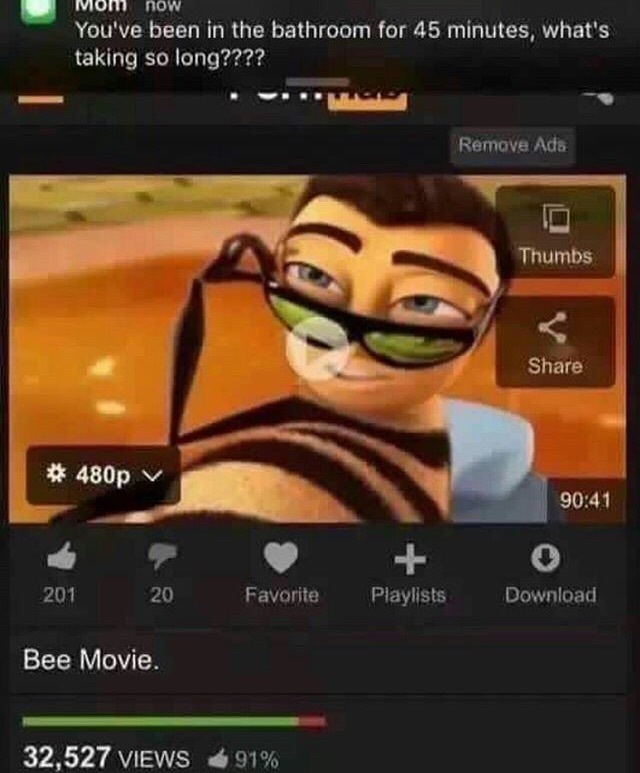 Mom now
You've been in the bathroom for 45 minutes, what's
taking so long????
Remove Ads
Thumbs
Share
480p
90:41
201 20 Favorite Playlists Download
Bee Movie.
32,527 VIEWS 91%